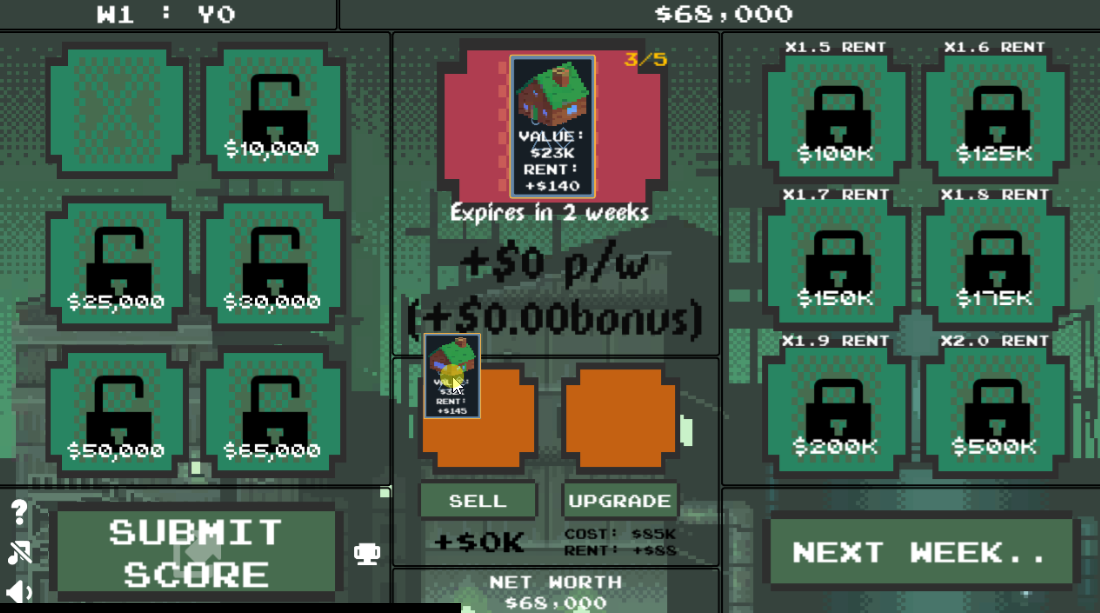 W1 : Y0
$68,000
$10,000
$25,000
$30,000
$50,000
$65,000
3/5
VALUE:
$23K
RENT:
+$140
Expires in 2 weeks
+$0 p/w
(+$0.00bonus)
RENT:
+$145
SELL
UPGRADE
+$0K
COST: $85K
RENT: +$88
NET WORTH
$68,000
X1.5 RENT
X1.6 RENT
$100K
$125K
X1.7 RENT
X1.8 RENT
$150K
$175K
X1.9 RENT
X2.0 RENT
$200K
$500K
SUBMIT
SCORE
NEXT WEEK..
?